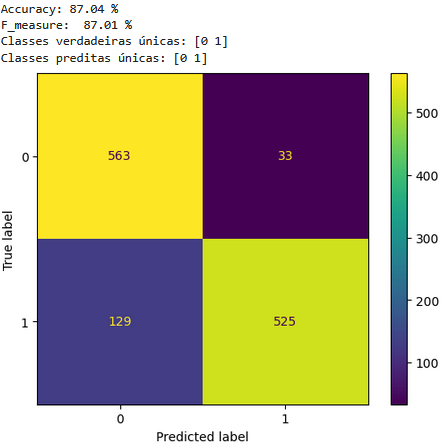 Accuracy: 87.04 %
F_measure:  87.01 %
Classes verdadeiras únicas: [0 1]
Classes preditas únicas: [0 1]
0
563
33
1
129
525
0
1
True label
Predicted label
500
400
300
200
100